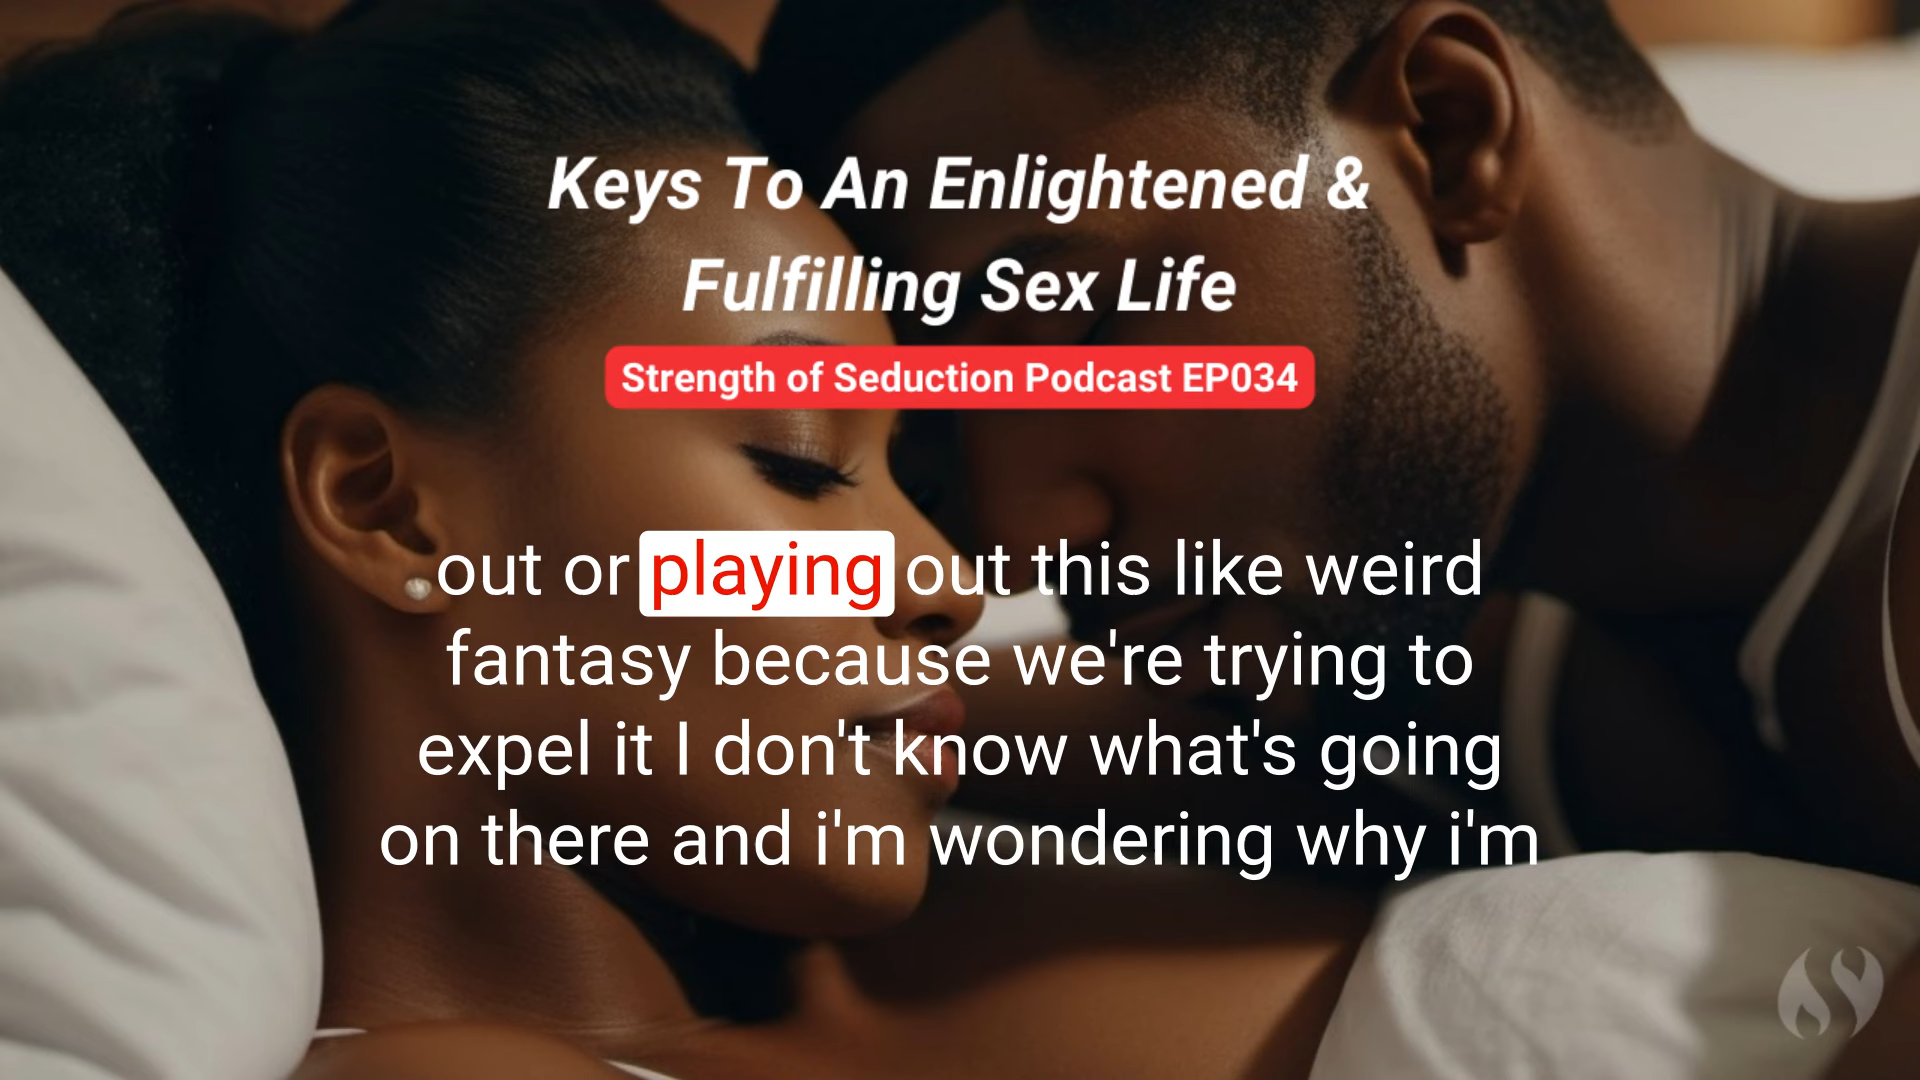 Keys To An Enlightened &
Fulfilling Sex Life
Strength of Seduction Podcast EP034
out or playing out this like weird
fantasy because we're trying to
expel it I don't know what's going
on there and i'm wondering why i'm